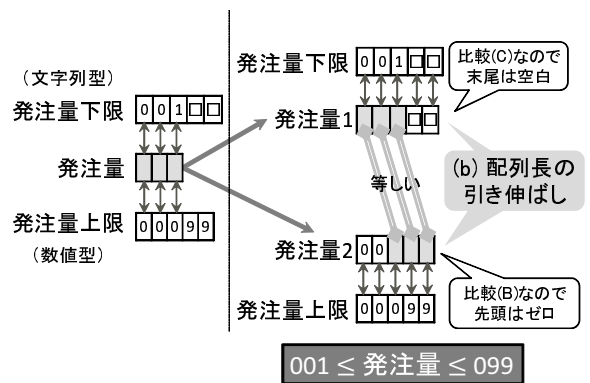 （文字列型）
発注量下限 0 0 1 □ □
発注量
発注量上限 0 0 0 9 9
（数値型）
発注量下限 0 0 1 □ □
比較(C)なので
末尾は空白
発注量1 □ □
等しい
(b) 配列長の
引き伸ばし
発注量2 0 0
発注量上限 0 0 0 9 9
比較(B)なので
先頭はゼロ
001 ≤ 発注量 ≤ 099